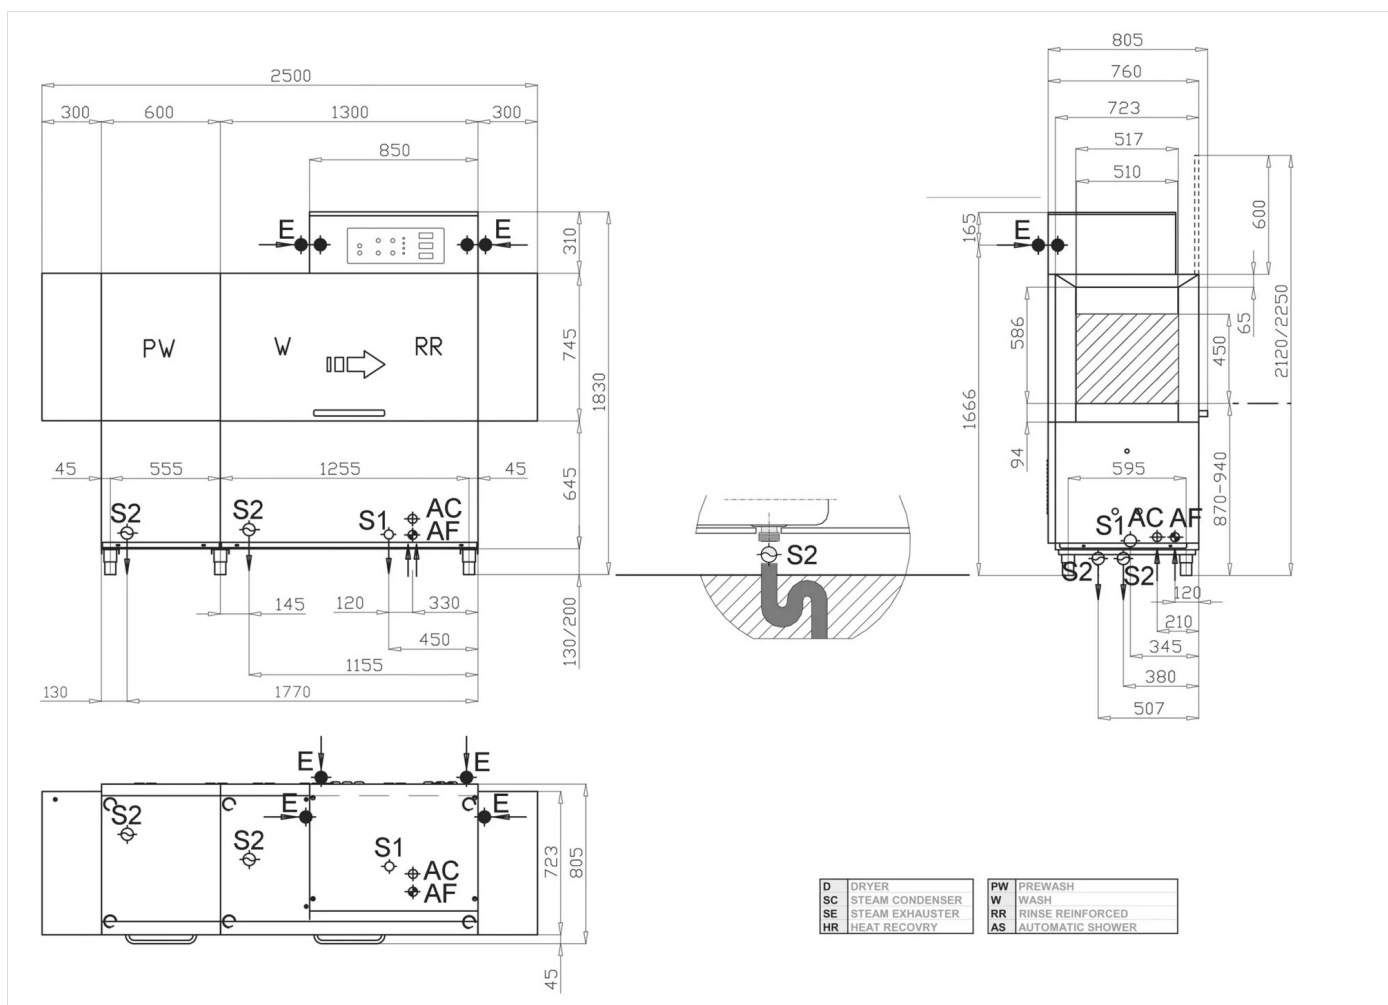 2500
300 600 1300 300
850
E E
310
PW W RR
745
1830
45 555 1255 45
645
S2 S2 S1 AC
AF
145 120 330
450
130/200
1155
130 1770
S2
805
760
723
517
510
165
E
600
586
65
450
2120/2250
1666
94
595
870-940
S1 AC AF
S2 S2
120
210
345
380
507
E E
E E
S2 S2 S1
AC
AF
723
805
45
D DRYER
SC STEAM CONDENSER
SE STEAM EXHAUSTER
HR HEAT RECOVRY
PW PREWASH
W WASH
RR RINSE REINFORCED
AS AUTOMATIC SHOWER